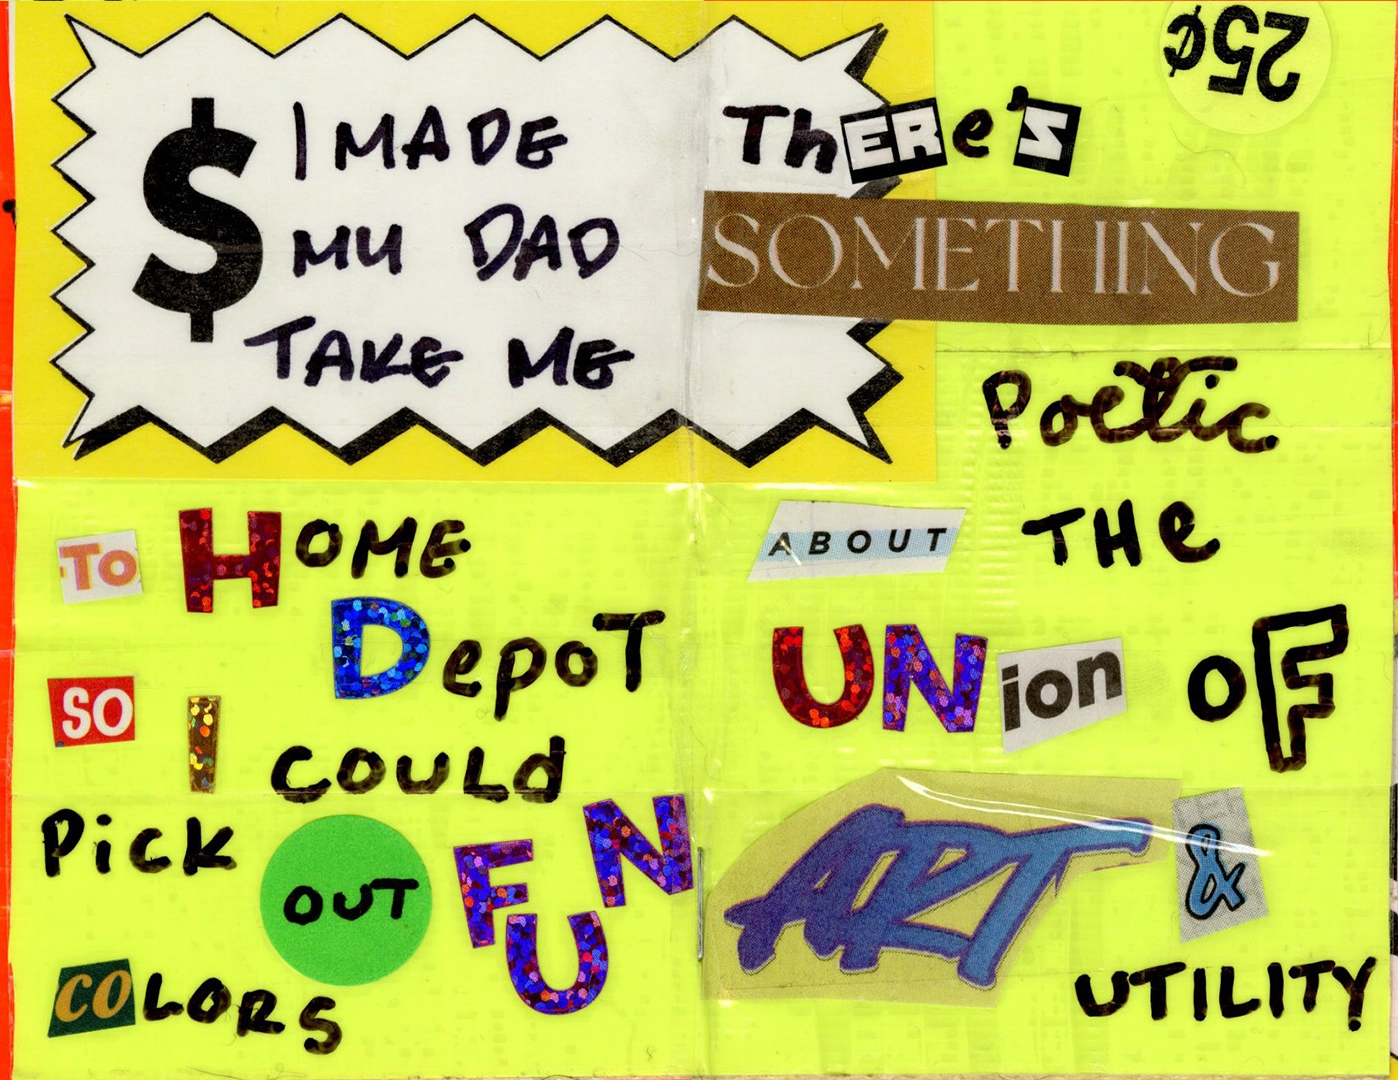 $ I MADE
MY DAD
TAKE ME
TO HOME
DepoT
SO I COULd
Pick OUT FUN
COLORS
25¢
ThERe'S
SOMETHING
Poetic
ABOUT THe
UNion OF
ART &
UTILITY